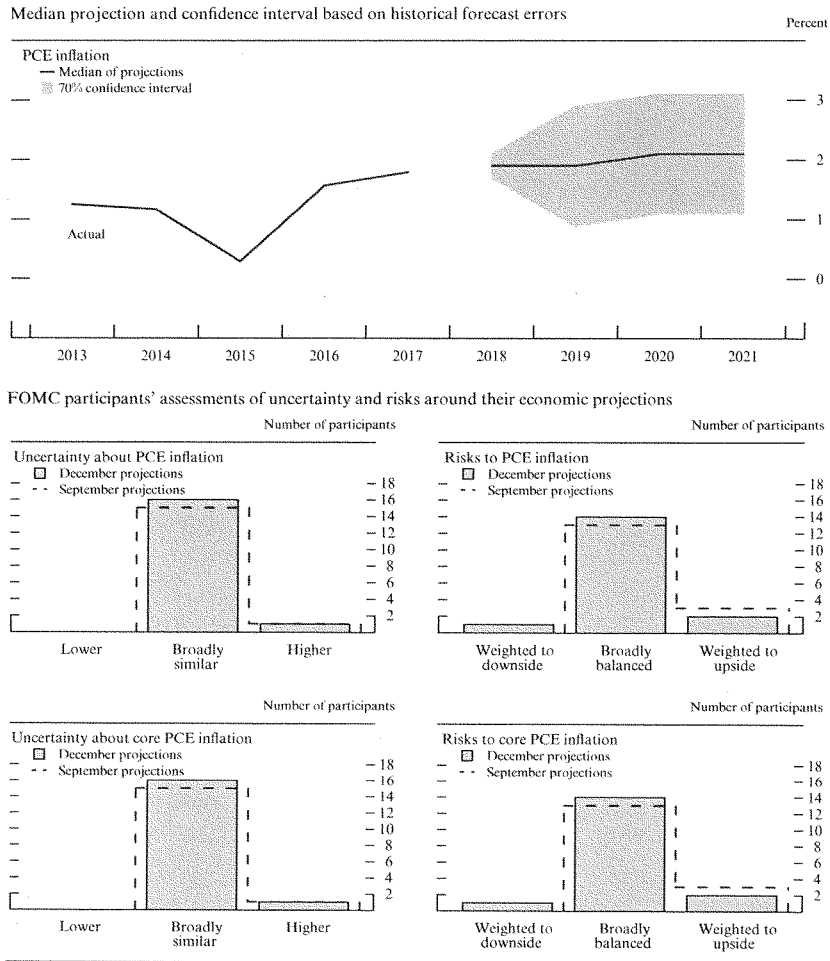 Median projection and confidence interval based on historical forecast errors
Percent
PCE inflation
Median of projections
70% confidence interval
3
2
1
0
Actual
2013 2014 2015 2016 2017 2018 2019 2020 2021
FOMC participants' assessments of uncertainty and risks around their economic projections
Number of participants
Uncertainty about PCE inflation
December projections
September projections
18
16
14
12
10
8
6
4
2
Lower Broadly similar Higher
Number of participants
Risks to PCE inflation
December projections
September projections
18
16
14
12
10
8
6
4
2
Weighted to downside Broadly balanced Weighted to upside
Number of participants
Uncertainty about core PCE inflation
December projections
September projections
18
16
14
12
10
8
6
4
2
Lower Broadly similar Higher
Number of participants
Risks to core PCE inflation
December projections
September projections
18
16
14
12
10
8
6
4
2
Weighted to downside Broadly balanced Weighted to upside